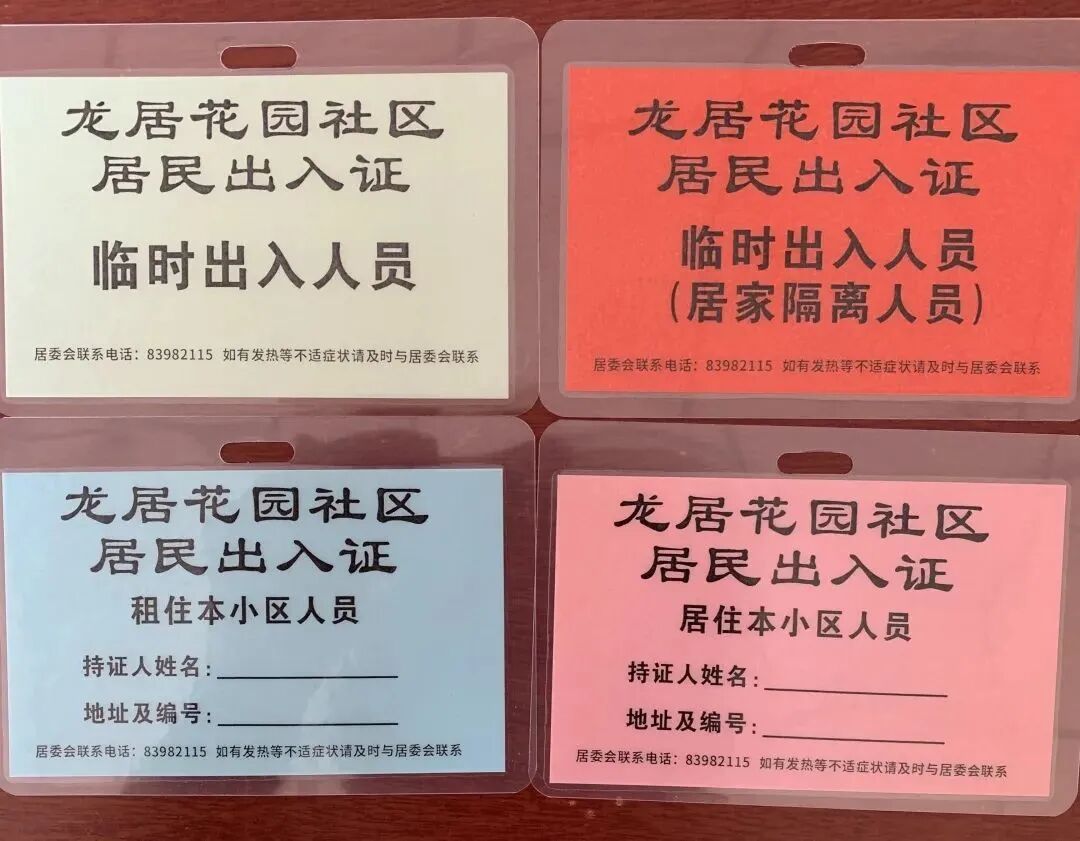 龙居花园社区
居民出入证
临时出入人员
居委会联系电话：83982115 如有发热等不适症状请及时与居委会联系
龙居花园社区
居民出入证
临时出入人员
(居家隔离人员)
居委会联系电话：83982115 如有发热等不适症状请及时与居委会联系
龙居花园社区
居民出入证
租住本小区人员
持证人姓名：
地址及编号：
居委会联系电话：83982115 如有发热等不适症状请及时与居委会联系
龙居花园社区
居民出入证
居住本小区人员
持证人姓名：
地址及编号：
居委会联系电话：83982115 如有发热等不适症状请及时与居委会联系